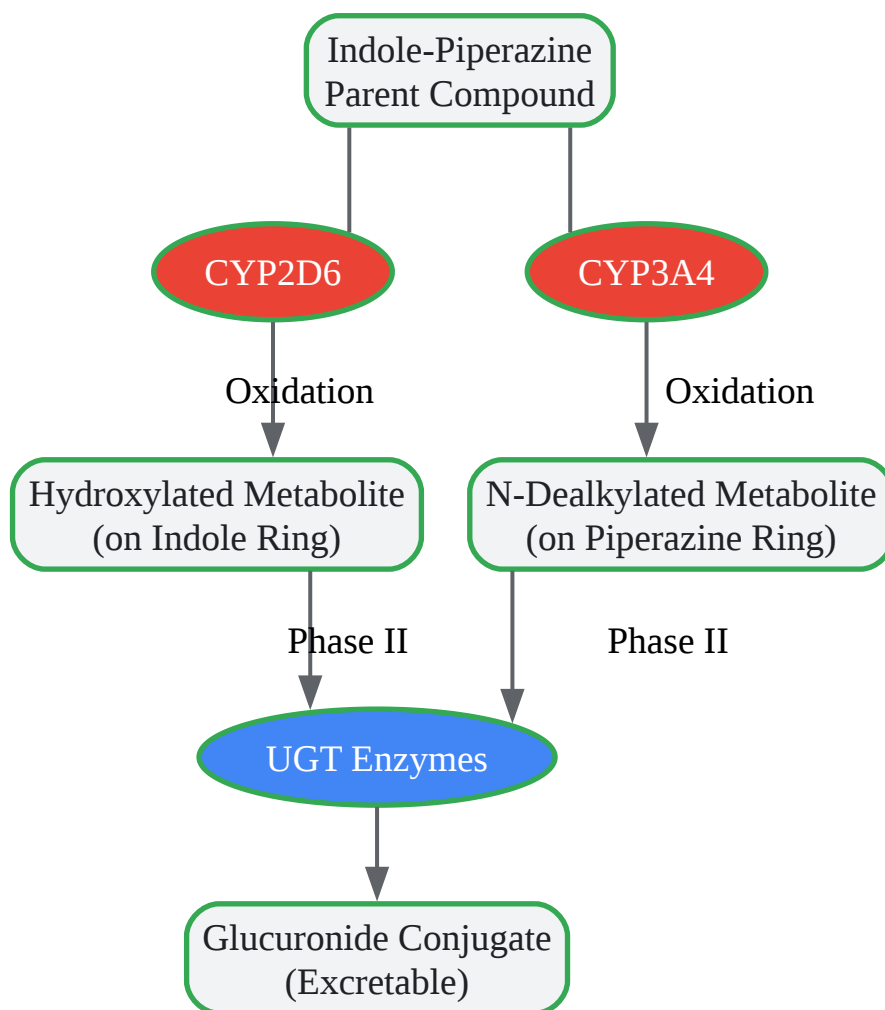 Indole-Piperazine
Parent Compound
CYP2D6
CYP3A4
Oxidation
Oxidation
Hydroxylated Metabolite
(on Indole Ring)
N-Dealkylated Metabolite
(on Piperazine Ring)
Phase II
Phase II
UGT Enzymes
Glucuronide Conjugate
(Excretable)